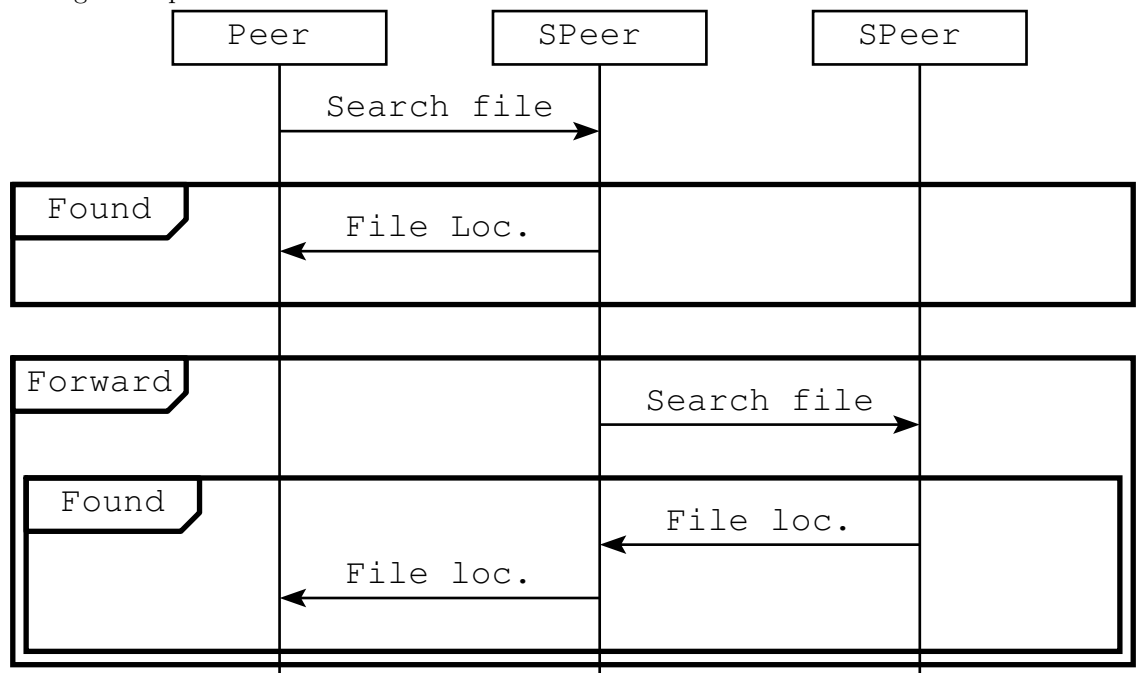 Peer SPeer SPeer
Search file
Found
File Loc.
Forward
Search file
Found
File loc.
File loc.